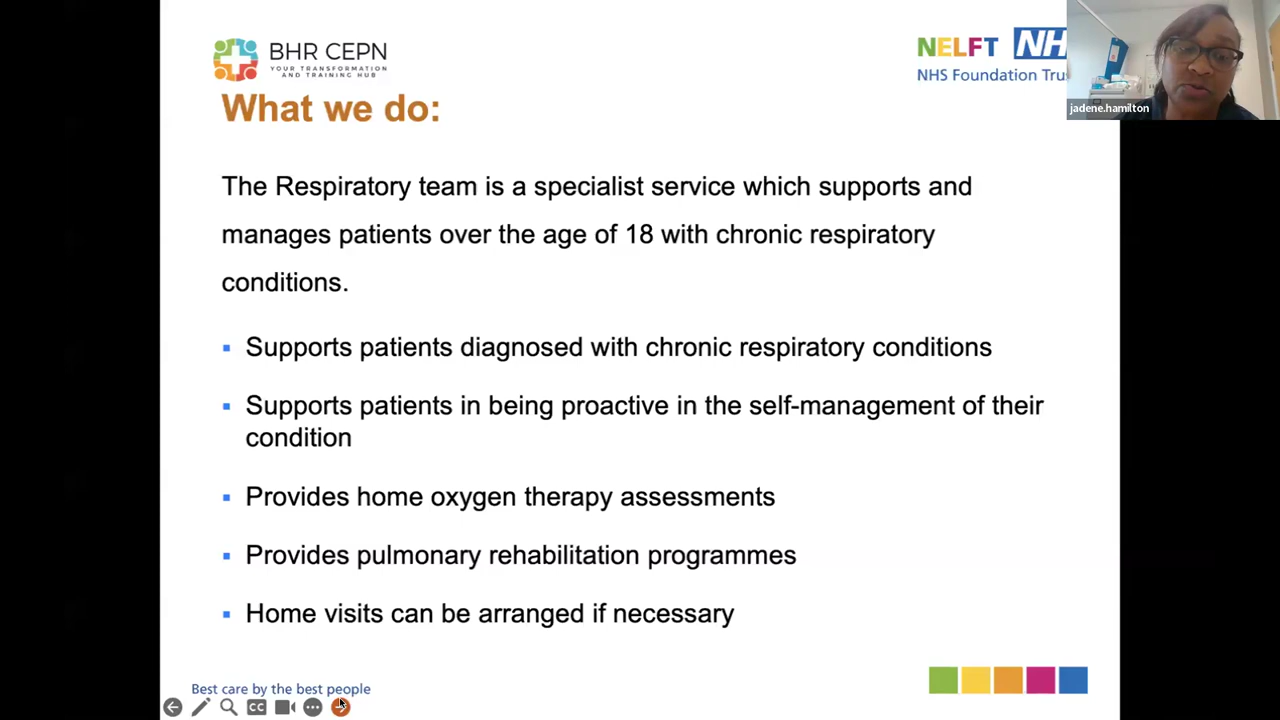 BHR CEPN
YOUR TRANSFORMATION
AND TRAINING HUB
NELFT NH
NHS Foundation Trus
jadene.hamilton
What we do:
The Respiratory team is a specialist service which supports and
manages patients over the age of 18 with chronic respiratory
conditions.
▪ Supports patients diagnosed with chronic respiratory conditions
▪ Supports patients in being proactive in the self-management of their
condition
▪ Provides home oxygen therapy assessments
▪ Provides pulmonary rehabilitation programmes
▪ Home visits can be arranged if necessary
Best care by the best people
CC